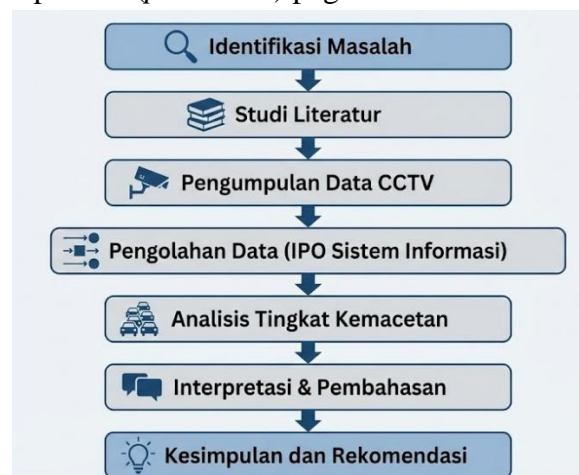 Identifikasi Masalah
Studi Literatur
Pengumpulan Data CCTV
Pengolahan Data (IPO Sistem Informasi)
Analisis Tingkat Kemacetan
Interpretasi & Pembahasan
Kesimpulan dan Rekomendasi